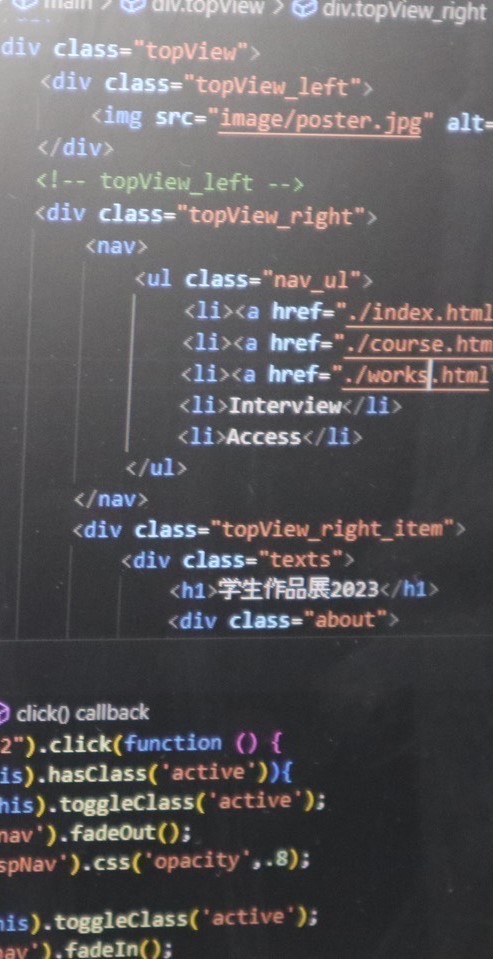 main > div.topView > div.topView_right
div class="topView">
<div class="topView_left">
<img src="image/poster.jpg" alt=
</div>
<!-- topView_left -->
<div class="topView_right">
<nav>
<ul class="nav_ul">
<li><a href="./index.html
<li><a href="./course.htm
<li><a href="./works.html
<li>Interview</li>
<li>Access</li>
</ul>
</nav>
<div class="topView_right_item">
<div class="texts">
<h1>学生作品展2023</h1>
<div class="about">
click() callback
2").click(function () {
is).hasClass('active')){
his).toggleClass('active');
nav').fadeOut();
spNav').css('opacity',.8);
his).toggleClass('active');
nav').fadeIn();